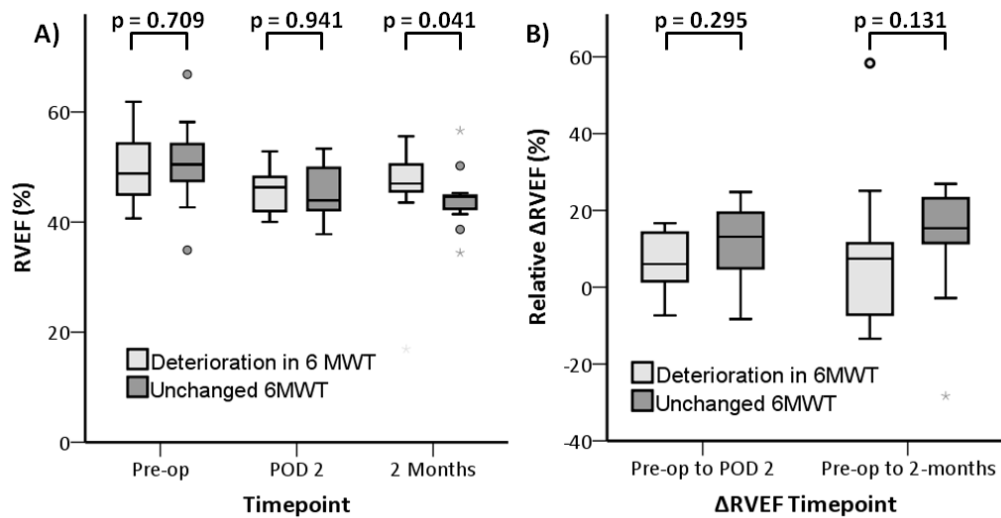 A)
p = 0.709
p = 0.941
p = 0.041
RVEF (%)
60
40
20
0
Deterioration in 6 MWT
Unchanged 6MWT
Pre-op
POD 2
2 Months
Timepoint
B)
p = 0.295
p = 0.131
Relative ΔRVEF (%)
60
40
20
0
-20
-40
Deterioration in 6MWT
Unchanged 6MWT
Pre-op to POD 2
Pre-op to 2-months
ΔRVEF Timepoint